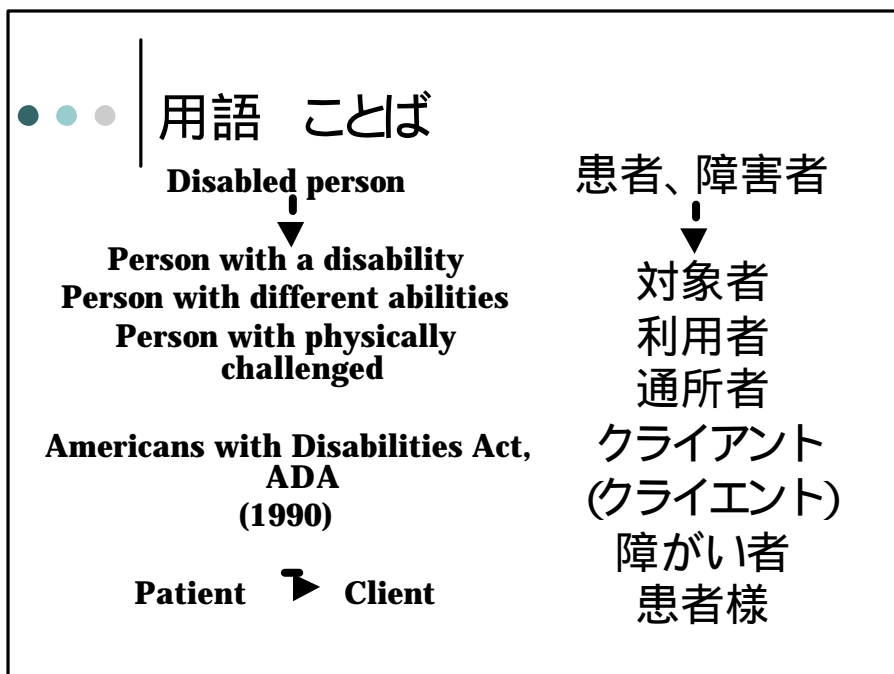 用語　ことば
Disabled person
Person with a disability
Person with different abilities
Person with physically
challenged
Americans with Disabilities Act,
ADA
(1990)
Patient Client
患者、障害者
対象者
利用者
通所者
クライアント
(クライエント)
障がい者
患者様